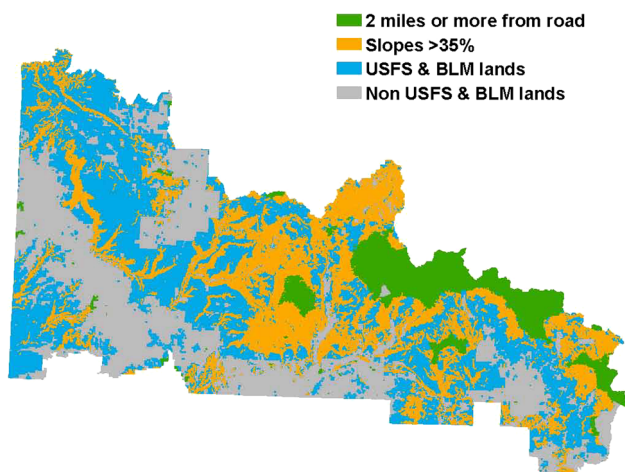 2 miles or more from road
Slopes >35%
USFS & BLM lands
Non USFS & BLM lands